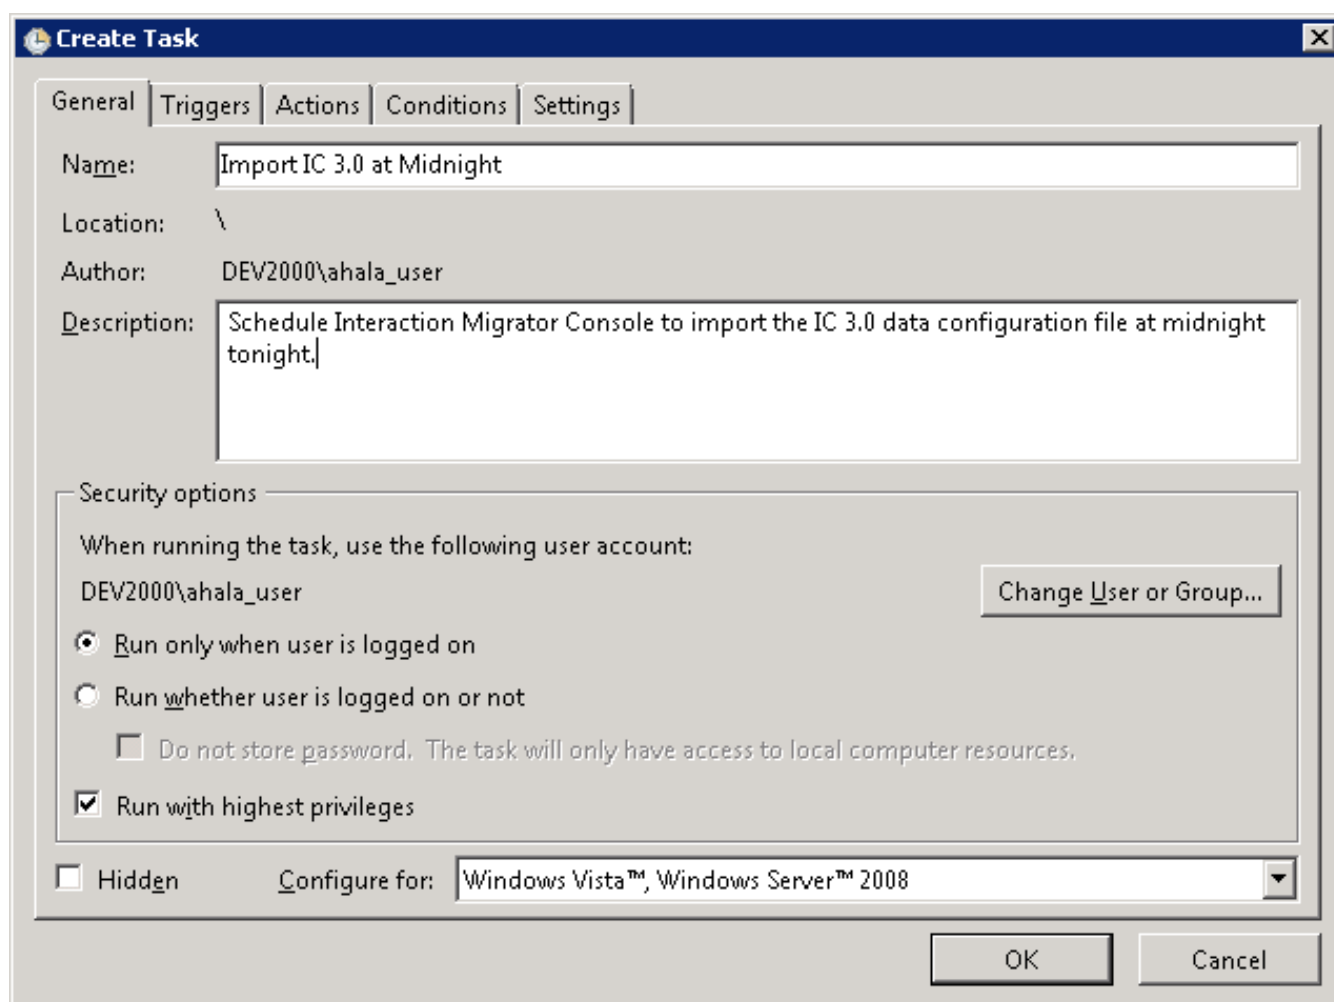 Create Task
General Triggers Actions Conditions Settings
Name: Import IC 3.0 at Midnight
Location: \
Author: DEV2000\ahala_user
Description: Schedule Interaction Migrator Console to import the IC 3.0 data configuration file at midnight
tonight.
Security options
When running the task, use the following user account:
DEV2000\ahala_user Change User or Group...
Run only when user is logged on
Run whether user is logged on or not
Do not store password. The task will only have access to local computer resources.
Run with highest privileges
Hidden Configure for: Windows Vista™, Windows Server™ 2008
OK Cancel